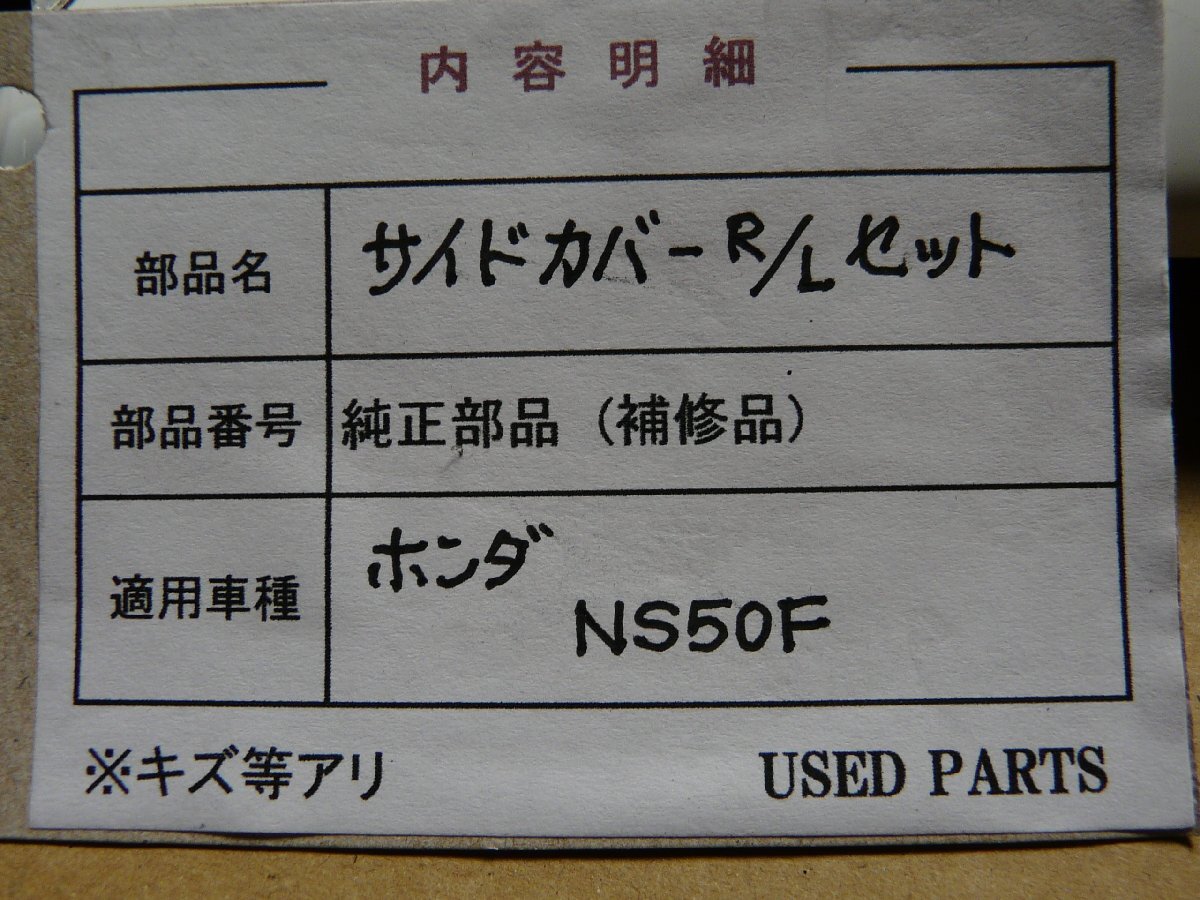 内容明細
部品名 サイドカバーR/Lセット
部品番号 純正部品（補修品）
適用車種 ホンダ
NS50F
※キズ等アリ USED PARTS